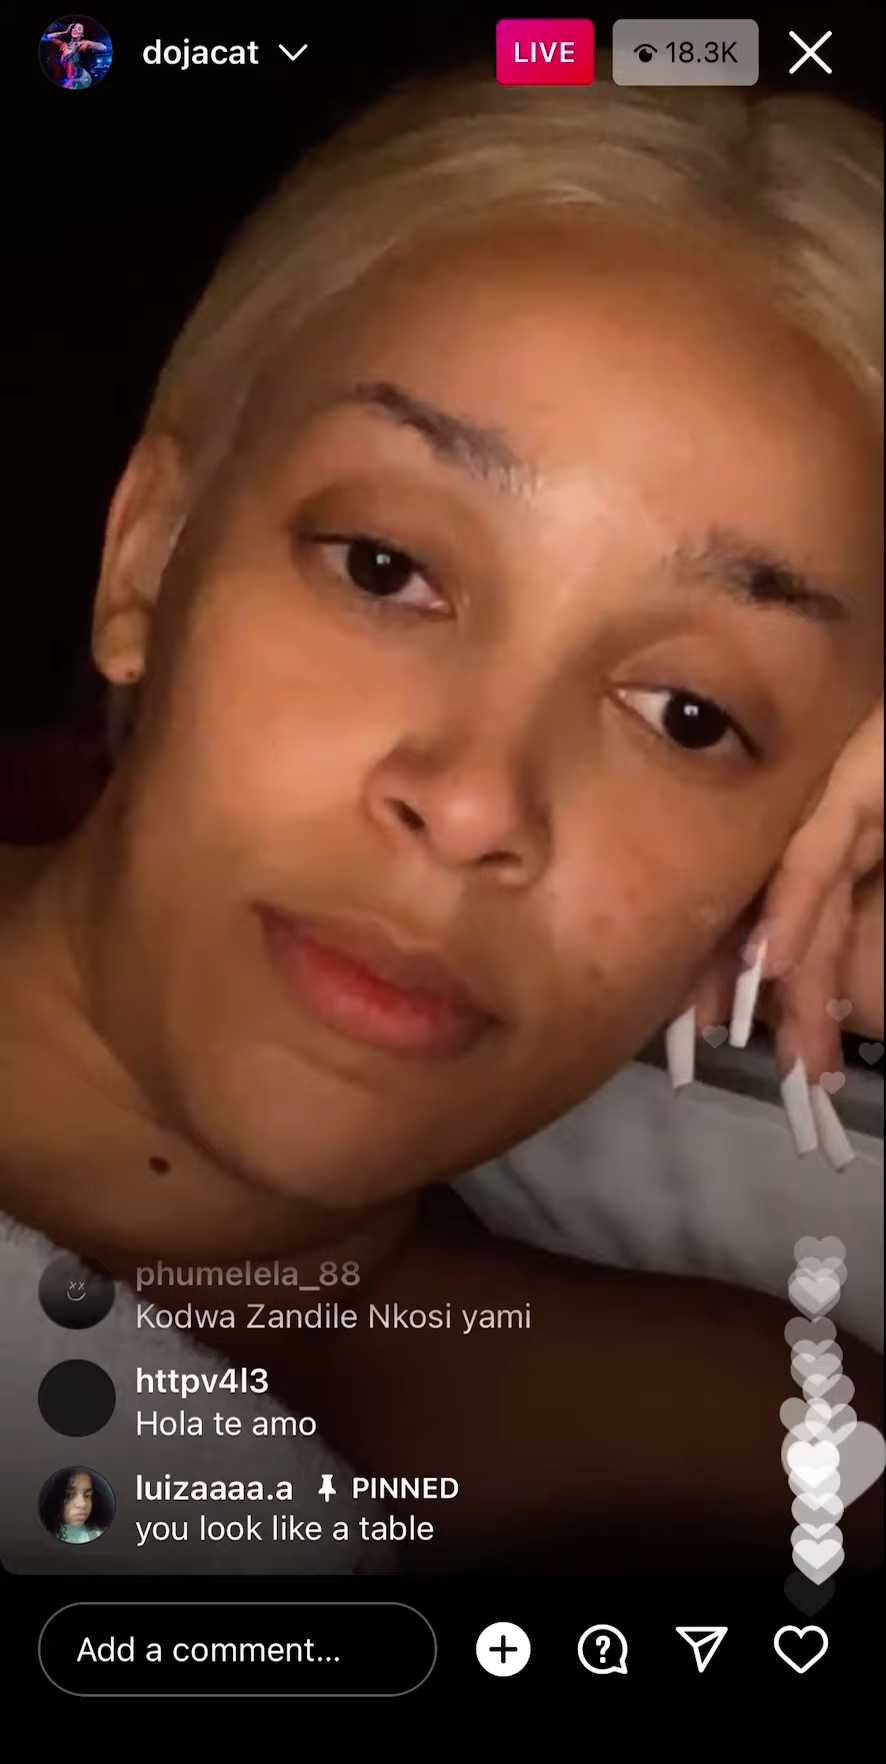 dojacat
LIVE
18.3K
phumelela_88
Kodwa Zandile Nkosi yami
httpv4l3
Hola te amo
luizaaaa.a PINNED
you look like a table
Add a comment...